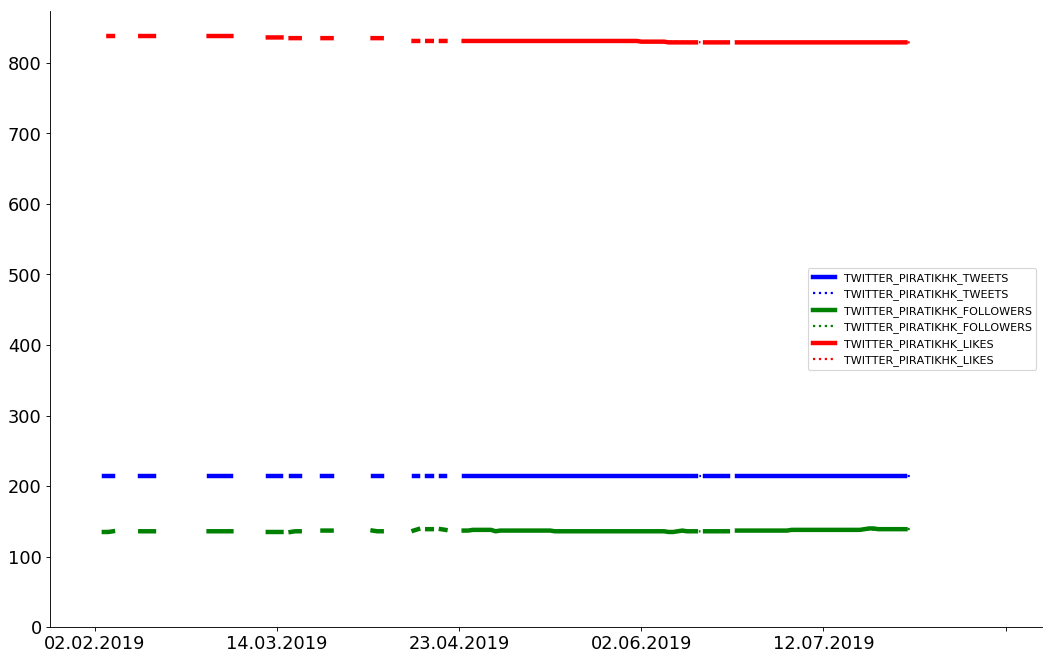 800
700
600
500
400
300
200
100
0
02.02.2019
14.03.2019
23.04.2019
02.06.2019
12.07.2019
TWITTER_PIRATIKHK_TWEETS
TWITTER_PIRATIKHK_TWEETS
TWITTER_PIRATIKHK_FOLLOWERS
TWITTER_PIRATIKHK_FOLLOWERS
TWITTER_PIRATIKHK_LIKES
TWITTER_PIRATIKHK_LIKES